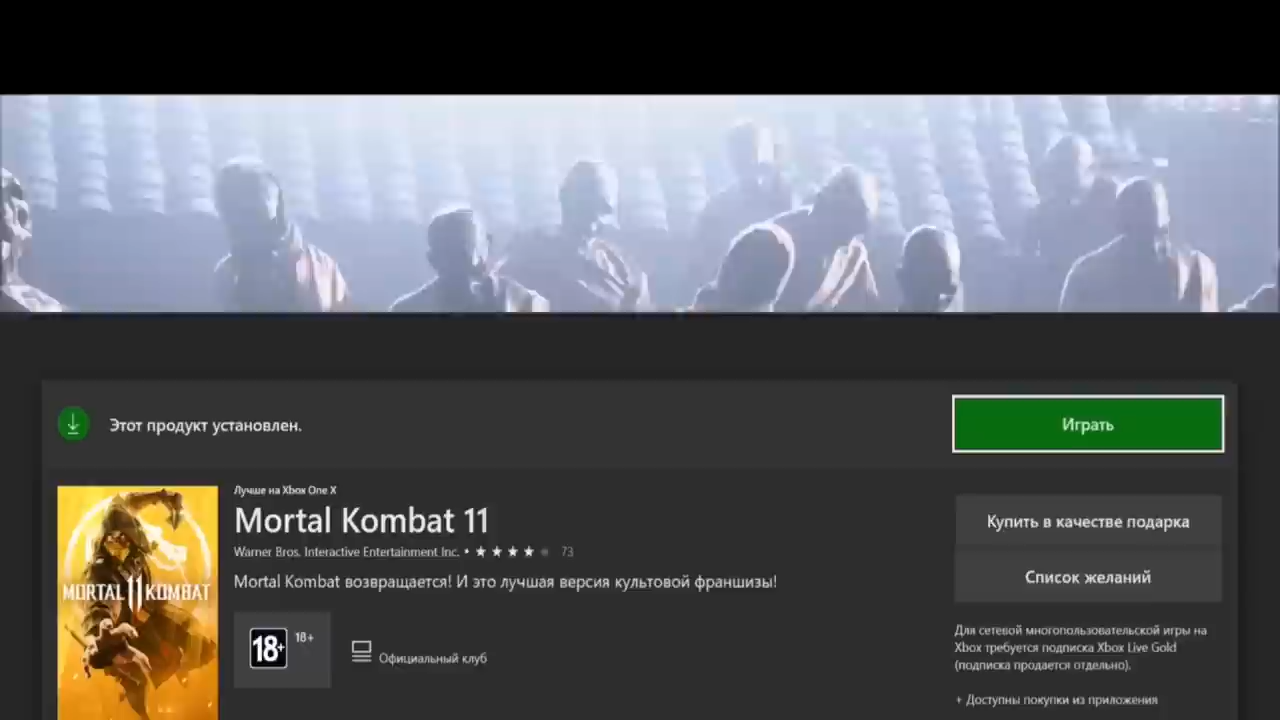 Этот продукт установлен.
Играть
Лучше на Xbox One X
Mortal Kombat 11
Warner Bros. Interactive Entertainment Inc. • ★ ★ ★ ★ ★ 73
Mortal Kombat возвращается! И это лучшая версия культовой франшизы!
MORTAL 11 KOMBAT
18+ 18+
Официальный клуб
Купить в качестве подарка
Список желаний
Для сетевой многопользовательской игры на
Xbox требуется подписка Xbox Live Gold
(подписка продается отдельно).
+ Доступны покупки из приложения